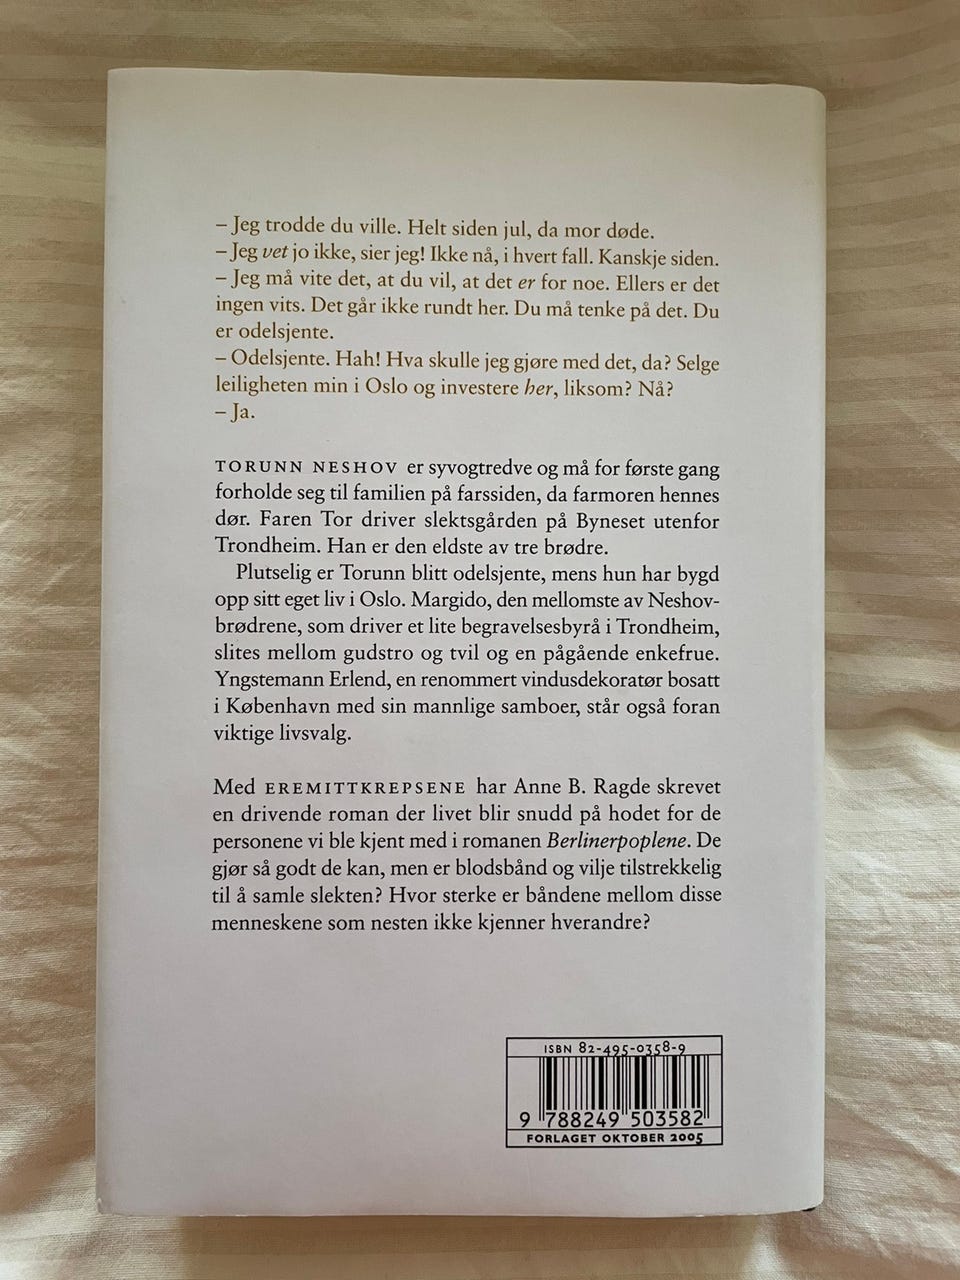 – Jeg trodde du ville. Helt siden jul, da mor døde.
– Jeg vet jo ikke, sier jeg! Ikke nå, i hvert fall. Kanskje siden.
– Jeg må vite det, at du vil, at det er for noe. Ellers er det
ingen vits. Det går ikke rundt her. Du må tenke på det. Du
er odelsjente.
– Odelsjente. Hah! Hva skulle jeg gjøre med det, da? Selge
leiligheten min i Oslo og investere her, liksom? Nå?
– Ja.
TORUNN NESHOV er syvogtredve og må for første gang
forholde seg til familien på farssiden, da farmoren hennes
dør. Faren Tor driver slektsgården på Byneset utenfor
Trondheim. Han er den eldste av tre brødre.
Plutselig er Torunn blitt odelsjente, mens hun har bygd
opp sitt eget liv i Oslo. Margido, den mellomste av Neshov-
brødrene, som driver et lite begravelsesbyrå i Trondheim,
slites mellom gudstro og tvil og en pågående enkefrue.
Yngstemann Erlend, en renommert vindusdekoratør bosatt
i København med sin mannlige samboer, står også foran
viktige livsvalg.
Med EREMITTKREPSENE har Anne B. Ragde skrevet
en drivende roman der livet blir snudd på hodet for de
personene vi ble kjent med i romanen Berlinerpoplene. De
gjør så godt de kan, men er blodsbånd og vilje tilstrekkelig
til å samle slekten? Hvor sterke er båndene mellom disse
menneskene som nesten ikke kjenner hverandre?
ISBN 82-495-0358-9
9 788249 503582
FORLAGET OKTOBER 2005